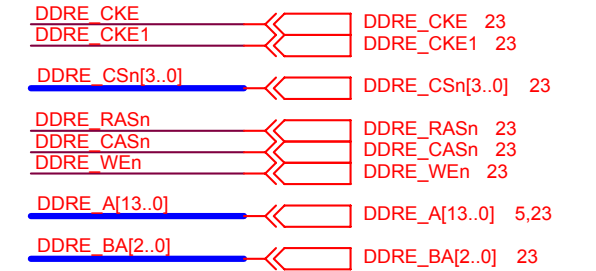 DDRE_CKE DDRE_CKE 23
DDRE_CKE1 DDRE_CKE1 23
DDRE_CSn[3..0] DDRE_CSn[3..0] 23
DDRE_RASn DDRE_RASn 23
DDRE_CASn DDRE_CASn 23
DDRE_WEn DDRE_WEn 23
DDRE_A[13..0] DDRE_A[13..0] 5,23
DDRE_BA[2..0] DDRE_BA[2..0] 23